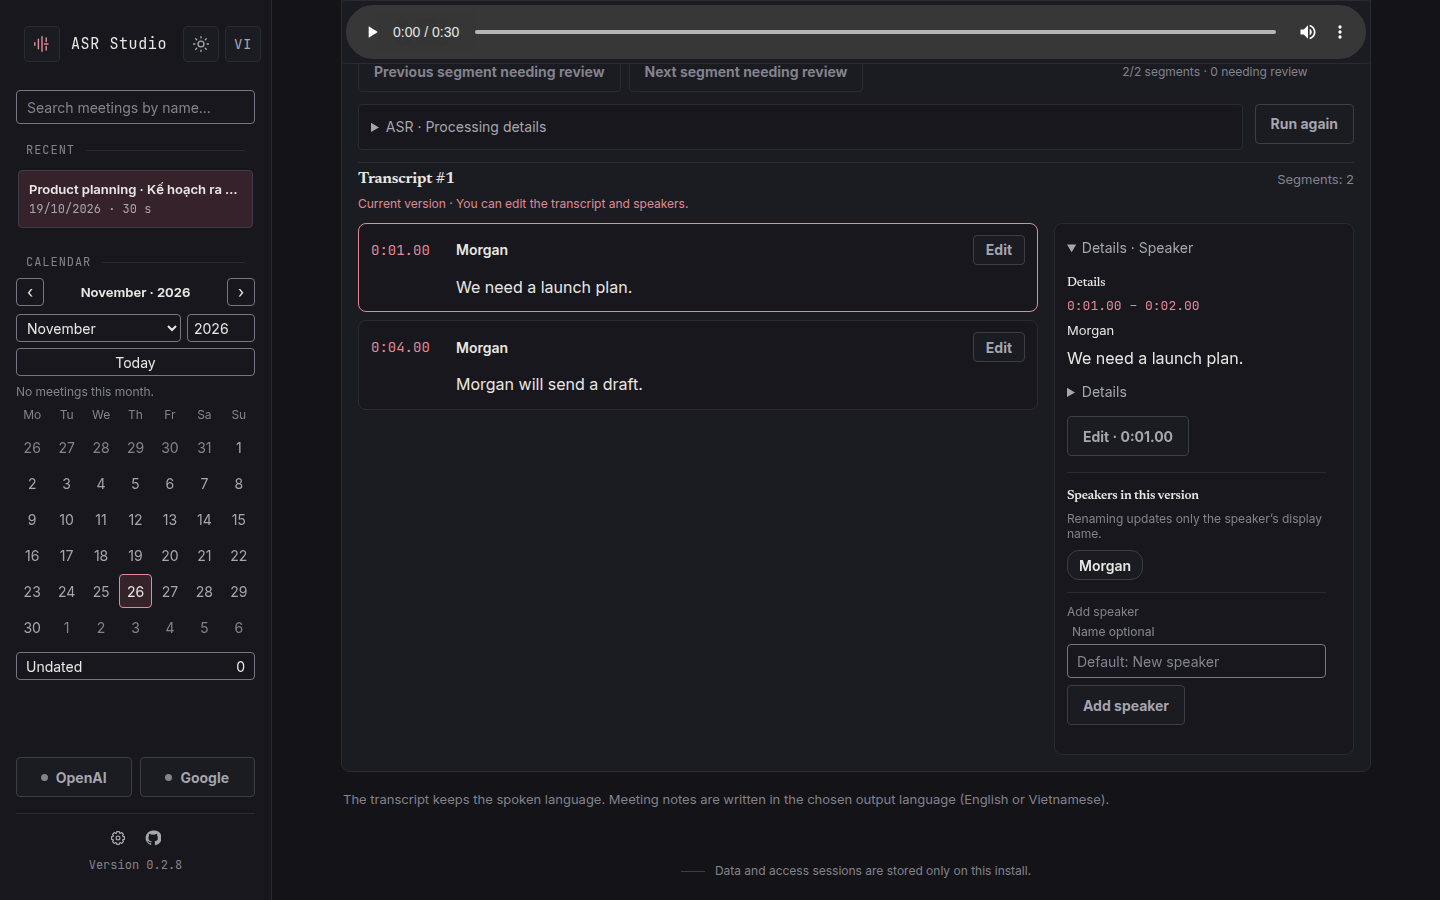 ASR Studio
VI
Search meetings by name...
RECENT
Product planning · Kế hoạch ra ...
19/10/2026 · 30 s
CALENDAR
‹ November · 2026 ›
November
2026
Today
No meetings this month.
Mo Tu We Th Fr Sa Su
26 27 28 29 30 31 1
2 3 4 5 6 7 8
9 10 11 12 13 14 15
16 17 18 19 20 21 22
23 24 25 26 27 28 29
30 1 2 3 4 5 6
Undated 0
OpenAI
Google
Version 0.2.8
0:00 / 0:30
Previous segment needing review
Next segment needing review
2/2 segments · 0 needing review
ASR · Processing details
Run again
Transcript #1
Segments: 2
Current version · You can edit the transcript and speakers.
0:01.00 Morgan Edit
We need a launch plan.
0:04.00 Morgan Edit
Morgan will send a draft.
Details · Speaker
Details
0:01.00 – 0:02.00
Morgan
We need a launch plan.
Details
Edit · 0:01.00
Speakers in this version
Renaming updates only the speaker’s display
name.
Morgan
Add speaker
Name optional
Default: New speaker
Add speaker
The transcript keeps the spoken language. Meeting notes are written in the chosen output language (English or Vietnamese).
Data and access sessions are stored only on this install.